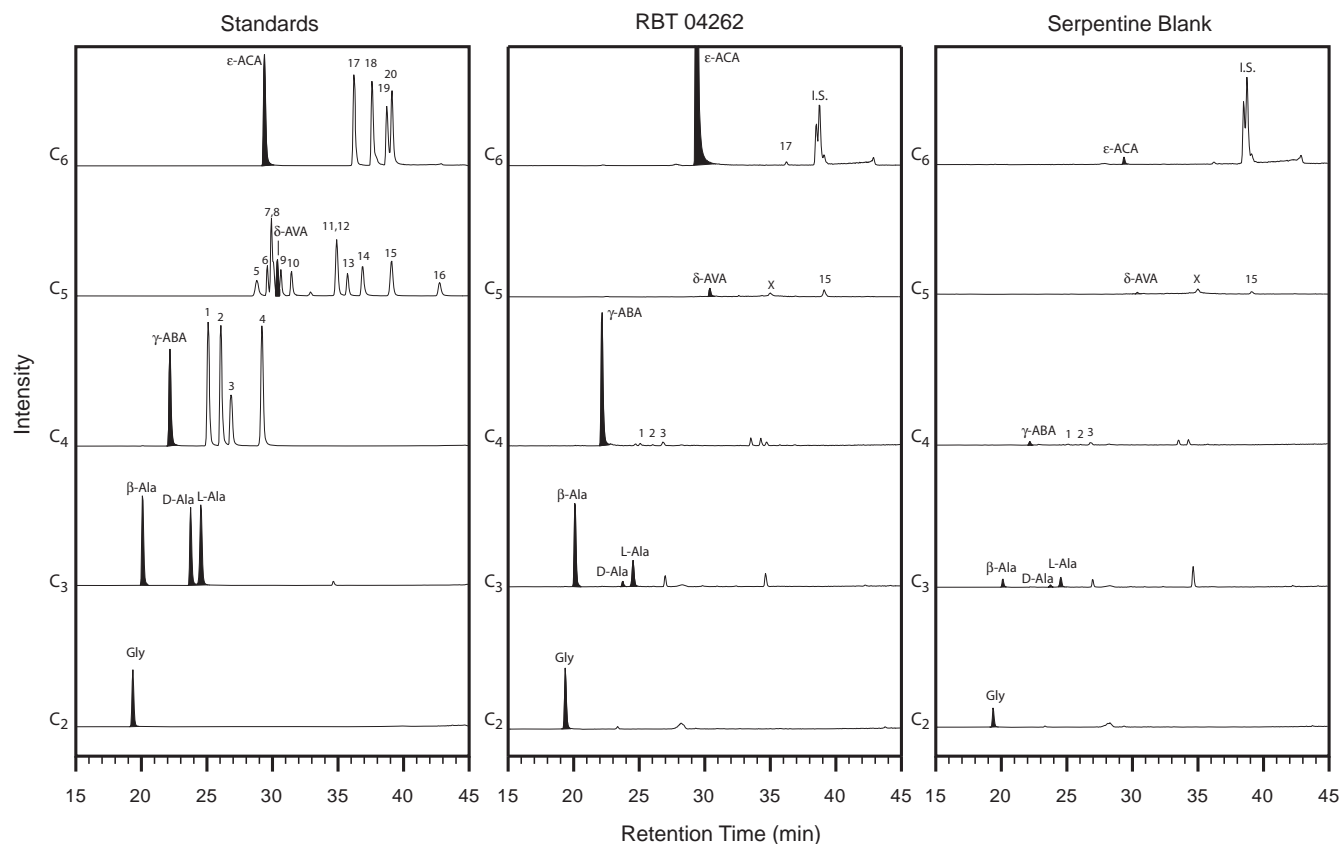 Standards
ε-ACA
17
18
19
20
C6
7,8
δ-AVA
5
6
9
10
11,12
13
14
15
16
C5
γ-ABA
1
2
3
4
C4
β-Ala
D-Ala
L-Ala
C3
Gly
C2
15 20 25 30 35 40 45
RBT 04262
ε-ACA
I.S.
17
C6
δ-AVA
X
15
C5
γ-ABA
1 2 3
C4
β-Ala
D-Ala
L-Ala
C3
Gly
C2
15 20 25 30 35 40 45
Serpentine Blank
I.S.
ε-ACA
C6
δ-AVA
X
15
C5
γ-ABA
1 2 3
C4
β-Ala
D-Ala
L-Ala
C3
Gly
C2
15 20 25 30 35 40 45
Intensity
Retention Time (min)